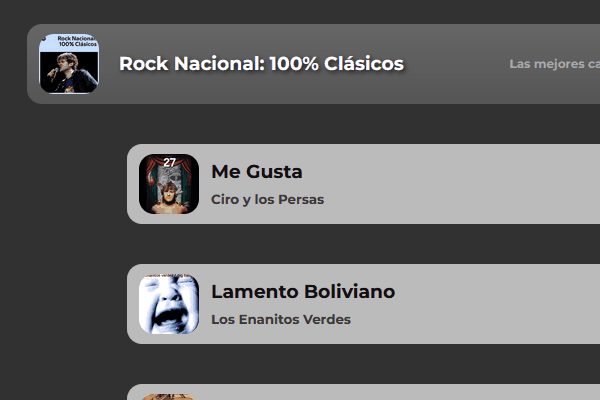 Rock Nacional:
100% Clásicos
Rock Nacional: 100% Clásicos
Las mejores ca
27
Me Gusta
Ciro y los Persas
Lamento Boliviano
Los Enanitos Verdes